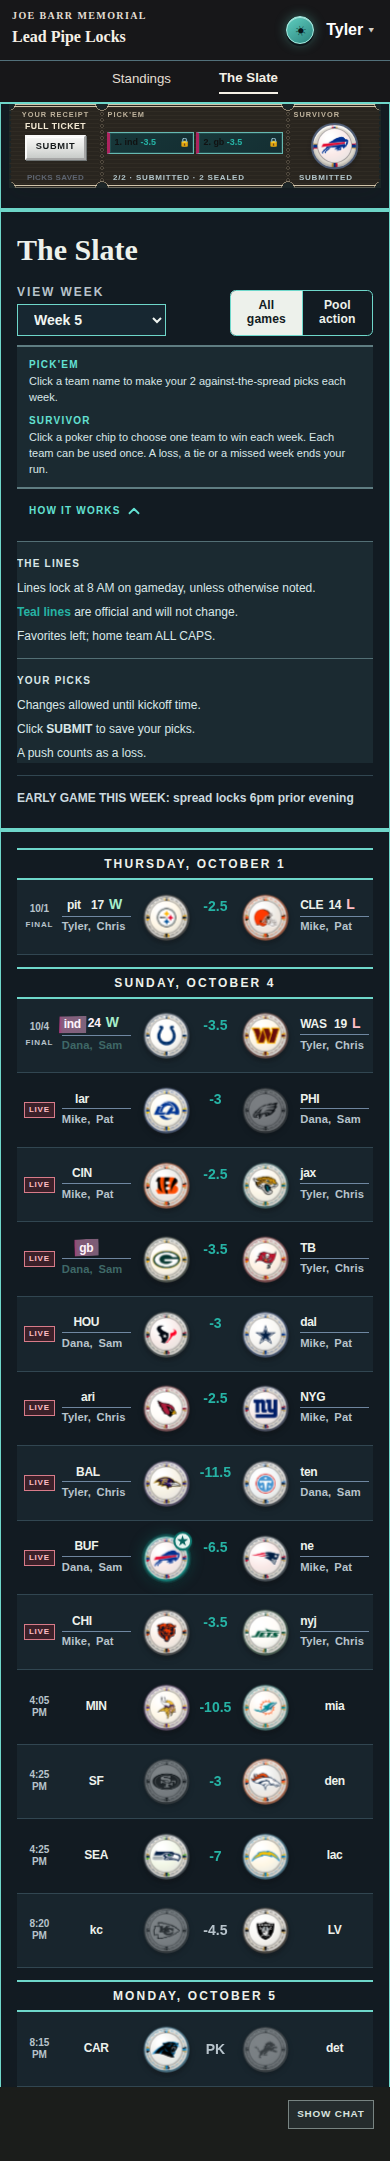 JOE BARR MEMORIAL
Lead Pipe Locks
Tyler
Standings
The Slate
YOUR RECEIPT
FULL TICKET
SUBMIT
PICKS SAVED
PICK'EM
1. ind -3.5
2. gb -3.5
2/2 · SUBMITTED · 2 SEALED
SURVIVOR
SUBMITTED
The Slate
VIEW WEEK
Week 5
All games
Pool action
PICK'EM
Click a team name to make your 2 against-the-spread picks each
week.
SURVIVOR
Click a poker chip to choose one team to win each week. Each
team can be used once. A loss, a tie or a missed week ends your
run.
HOW IT WORKS
THE LINES
Lines lock at 8 AM on gameday, unless otherwise noted.
Teal lines are official and will not change.
Favorites left; home team ALL CAPS.
YOUR PICKS
Changes allowed until kickoff time.
Click SUBMIT to save your picks.
A push counts as a loss.
EARLY GAME THIS WEEK: spread locks 6pm prior evening
THURSDAY, OCTOBER 1
10/1 FINAL pit 17 W -2.5 CLE 14 L
Tyler, Chris Mike, Pat
SUNDAY, OCTOBER 4
10/4 FINAL ind 24 W -3.5 WAS 19 L
Dana, Sam Tyler, Chris
LIVE lar -3 PHI
Mike, Pat Dana, Sam
LIVE CIN -2.5 jax
Mike, Pat Tyler, Chris
LIVE gb -3.5 TB
Dana, Sam Tyler, Chris
LIVE HOU -3 dal
Dana, Sam Mike, Pat
LIVE ari -2.5 NYG
Tyler, Chris Mike, Pat
LIVE BAL -11.5 ten
Tyler, Chris Dana, Sam
LIVE BUF -6.5 ne
Dana, Sam Mike, Pat
LIVE CHI -3.5 nyj
Mike, Pat Tyler, Chris
4:05 PM MIN -10.5 mia
4:25 PM SF -3 den
4:25 PM SEA -7 lac
8:20 PM kc -4.5 LV
MONDAY, OCTOBER 5
8:15 PM CAR PK det
SHOW CHAT